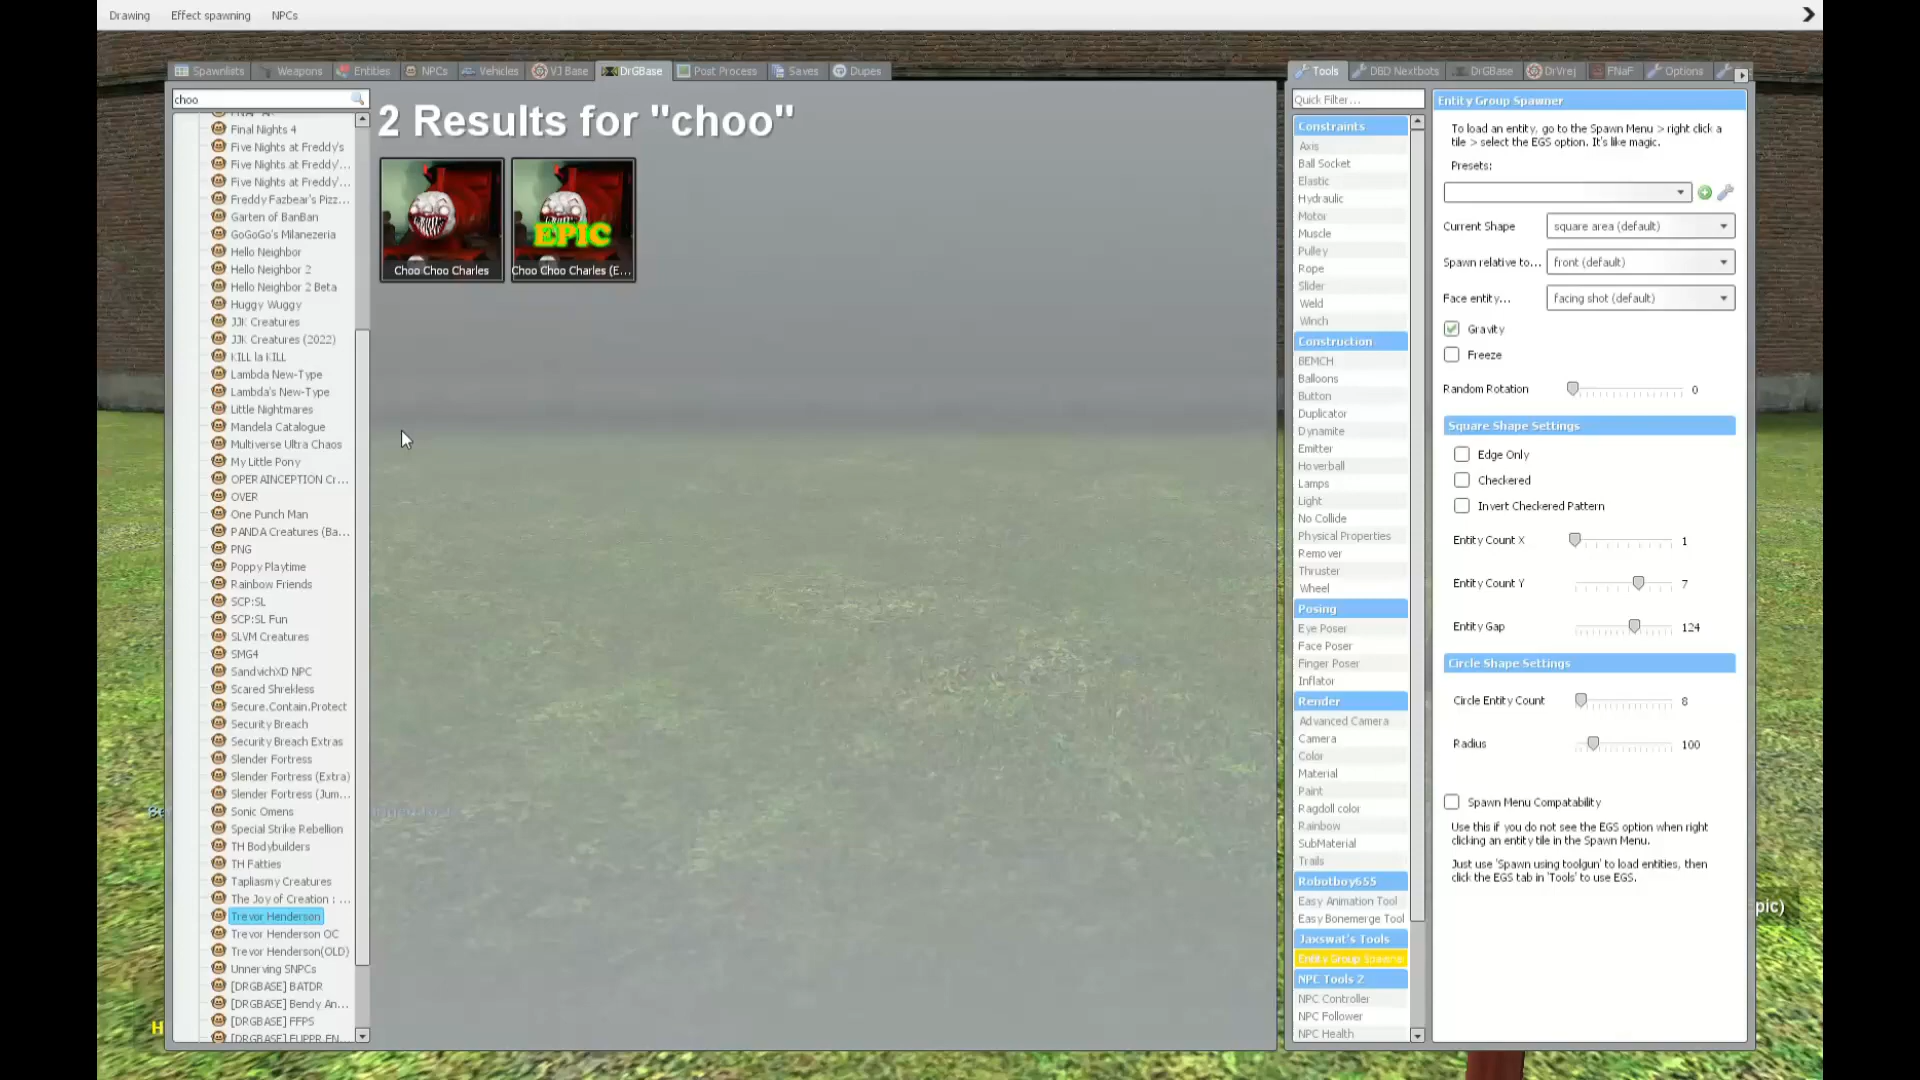 Drawing Effect spawning NPCs
Spawnlists Weapons Entities NPCs Vehicles VJ Base DrGBase Post Process Saves Dupes
choo
Final Nights 4
Five Nights at Freddy's
Five Nights at Freddy'...
Five Nights at Freddy'...
Freddy Fazbear's Pizz...
Garten of BanBan
GoGoGo's Milanezeria
Hello Neighbor
Hello Neighbor 2
Hello Neighbor 2 Beta
Huggy Wuggy
JJK Creatures
JJK Creatures (2022)
KILL la KILL
Lambda New-Type
Lambda's New-Type
Little Nightmares
Mandela Catalogue
Multiverse Ultra Chaos
My Little Pony
OPERAINCEPTION Cr...
OVER
One Punch Man
PANDA Creatures (Ba...
PNG
Poppy Playtime
Rainbow Friends
SCP:SL
SCP:SL Fun
SLVM Creatures
SMG4
SandvichXD NPC
Scared Shrekless
Secure.Contain.Protect
Security Breach
Security Breach Extras
Slender Fortress
Slender Fortress (Extra)
Slender Fortress (Jum...
Sonic Omens
Special Strike Rebellion
TH Bodybuilders
TH Fatties
Tapliasmy Creatures
The Joy of Creation : ...
Trevor Henderson
Trevor Henderson OC
Trevor Henderson(OLD)
Unnerving SNPCs
[DRGBASE] BATDR
[DRGBASE] Bendy An...
[DRGBASE] FFPS
2 Results for "choo"
EPIC
Choo Choo Charles
Choo Choo Charles (E...
Tools DBD Nextbots DrGBase DrVrej FNaF Options
Quick Filter...
Constraints
Axis
Ball Socket
Elastic
Hydraulic
Motor
Muscle
Pulley
Rope
Slider
Weld
Winch
Construction
BEMCH
Balloons
Button
Duplicator
Dynamite
Emitter
Hoverball
Lamps
Light
No Collide
Physical Properties
Remover
Thruster
Wheel
Posing
Eye Poser
Face Poser
Finger Poser
Inflator
Render
Advanced Camera
Camera
Color
Material
Paint
Ragdoll color
Rainbow
SubMaterial
Trails
Robotboy655
Easy Animation Tool
Easy Bonemerge Tool
Jaxswat's Tools
Entity Group Spawner
NPC Tools 2
NPC Controller
NPC Follower
NPC Health
Entity Group Spawner
To load an entity, go to the Spawn Menu > right click a
tile > select the EGS option. It's like magic.
Presets:
Current Shape square area (default)
Spawn relative to... front (default)
Face entity... facing shot (default)
Gravity
Freeze
Random Rotation 0
Square Shape Settings
Edge Only
Checkered
Invert Checkered Pattern
Entity Count X 1
Entity Count Y 7
Entity Gap 124
Circle Shape Settings
Circle Entity Count 8
Radius 100
Spawn Menu Compatability
Use this if you do not see the EGS option when right
clicking an entity tile in the Spawn Menu.
Just use 'Spawn using toolgun' to load entities, then
click the EGS tab in 'Tools' to use EGS.
pic)
H